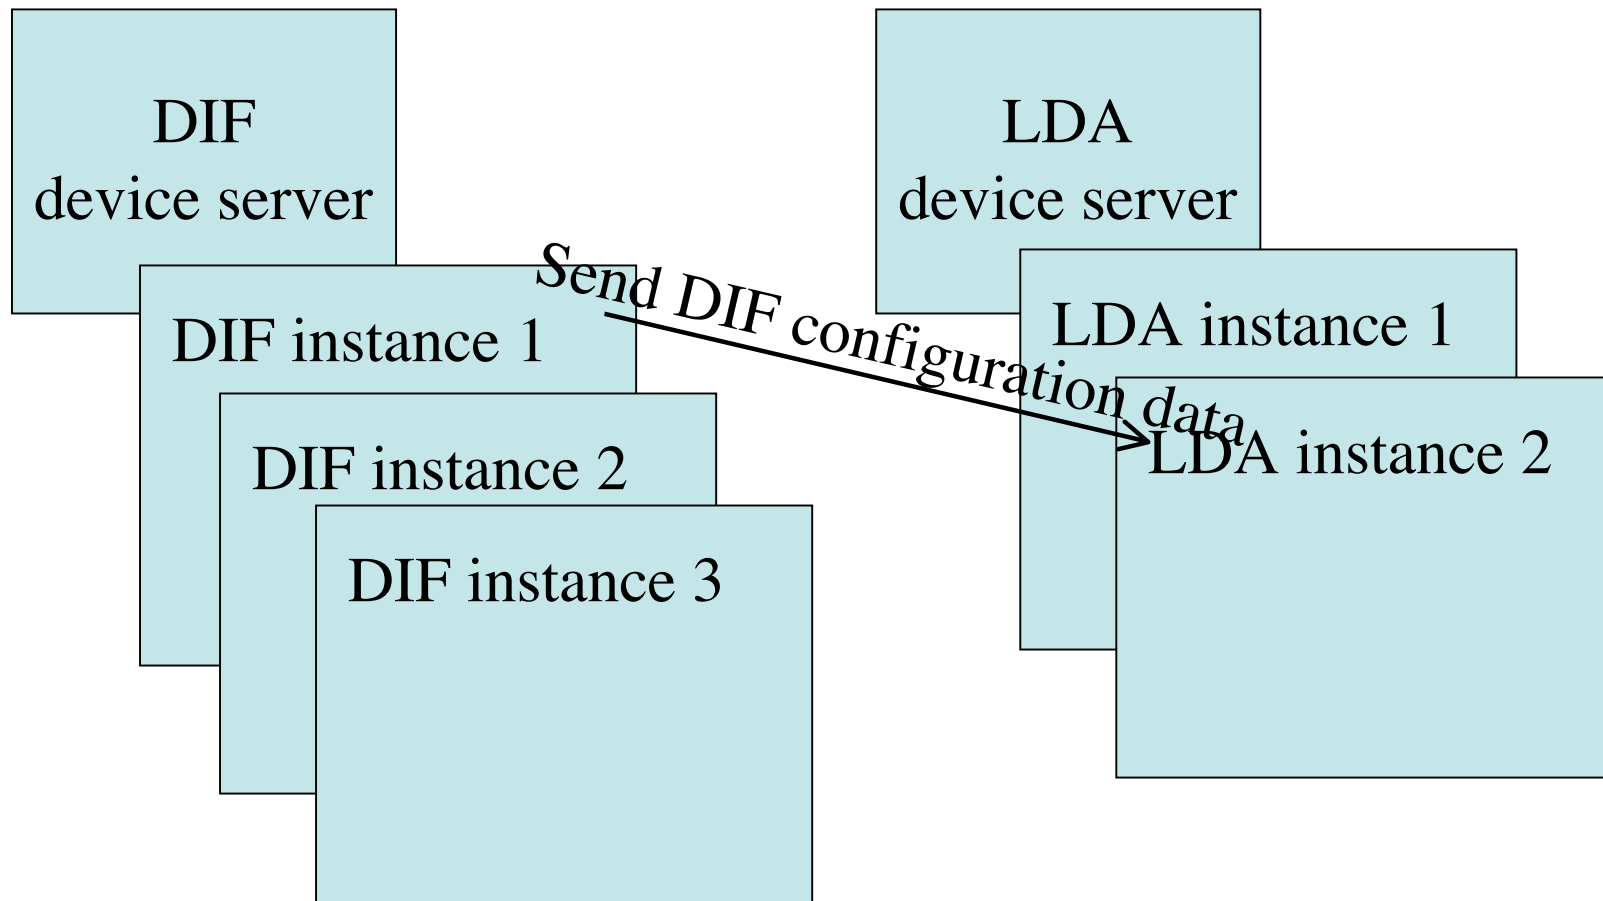 DIF
device server
DIF instance 1
DIF instance 2
DIF instance 3
Send DIF configuration data
LDA
device server
LDA instance 1
LDA instance 2